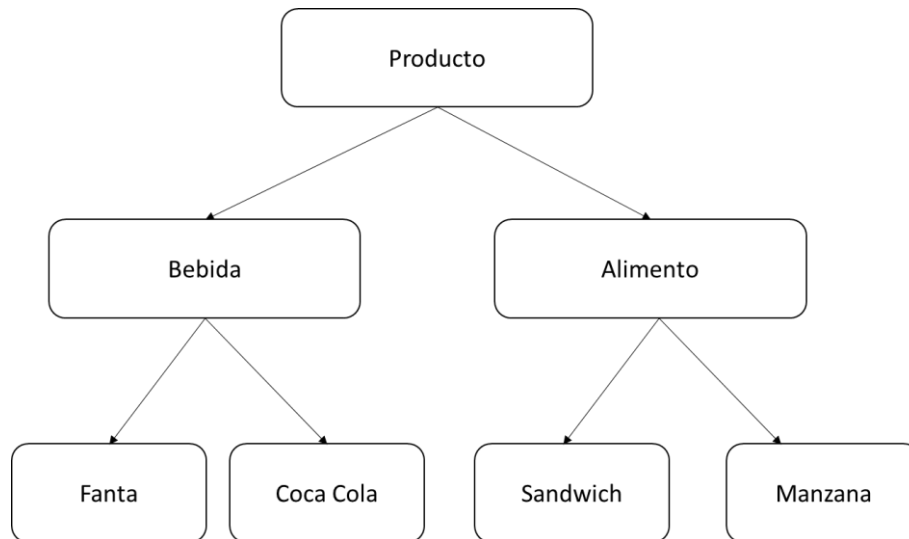 Producto
Bebida
Alimento
Fanta
Coca Cola
Sandwich
Manzana